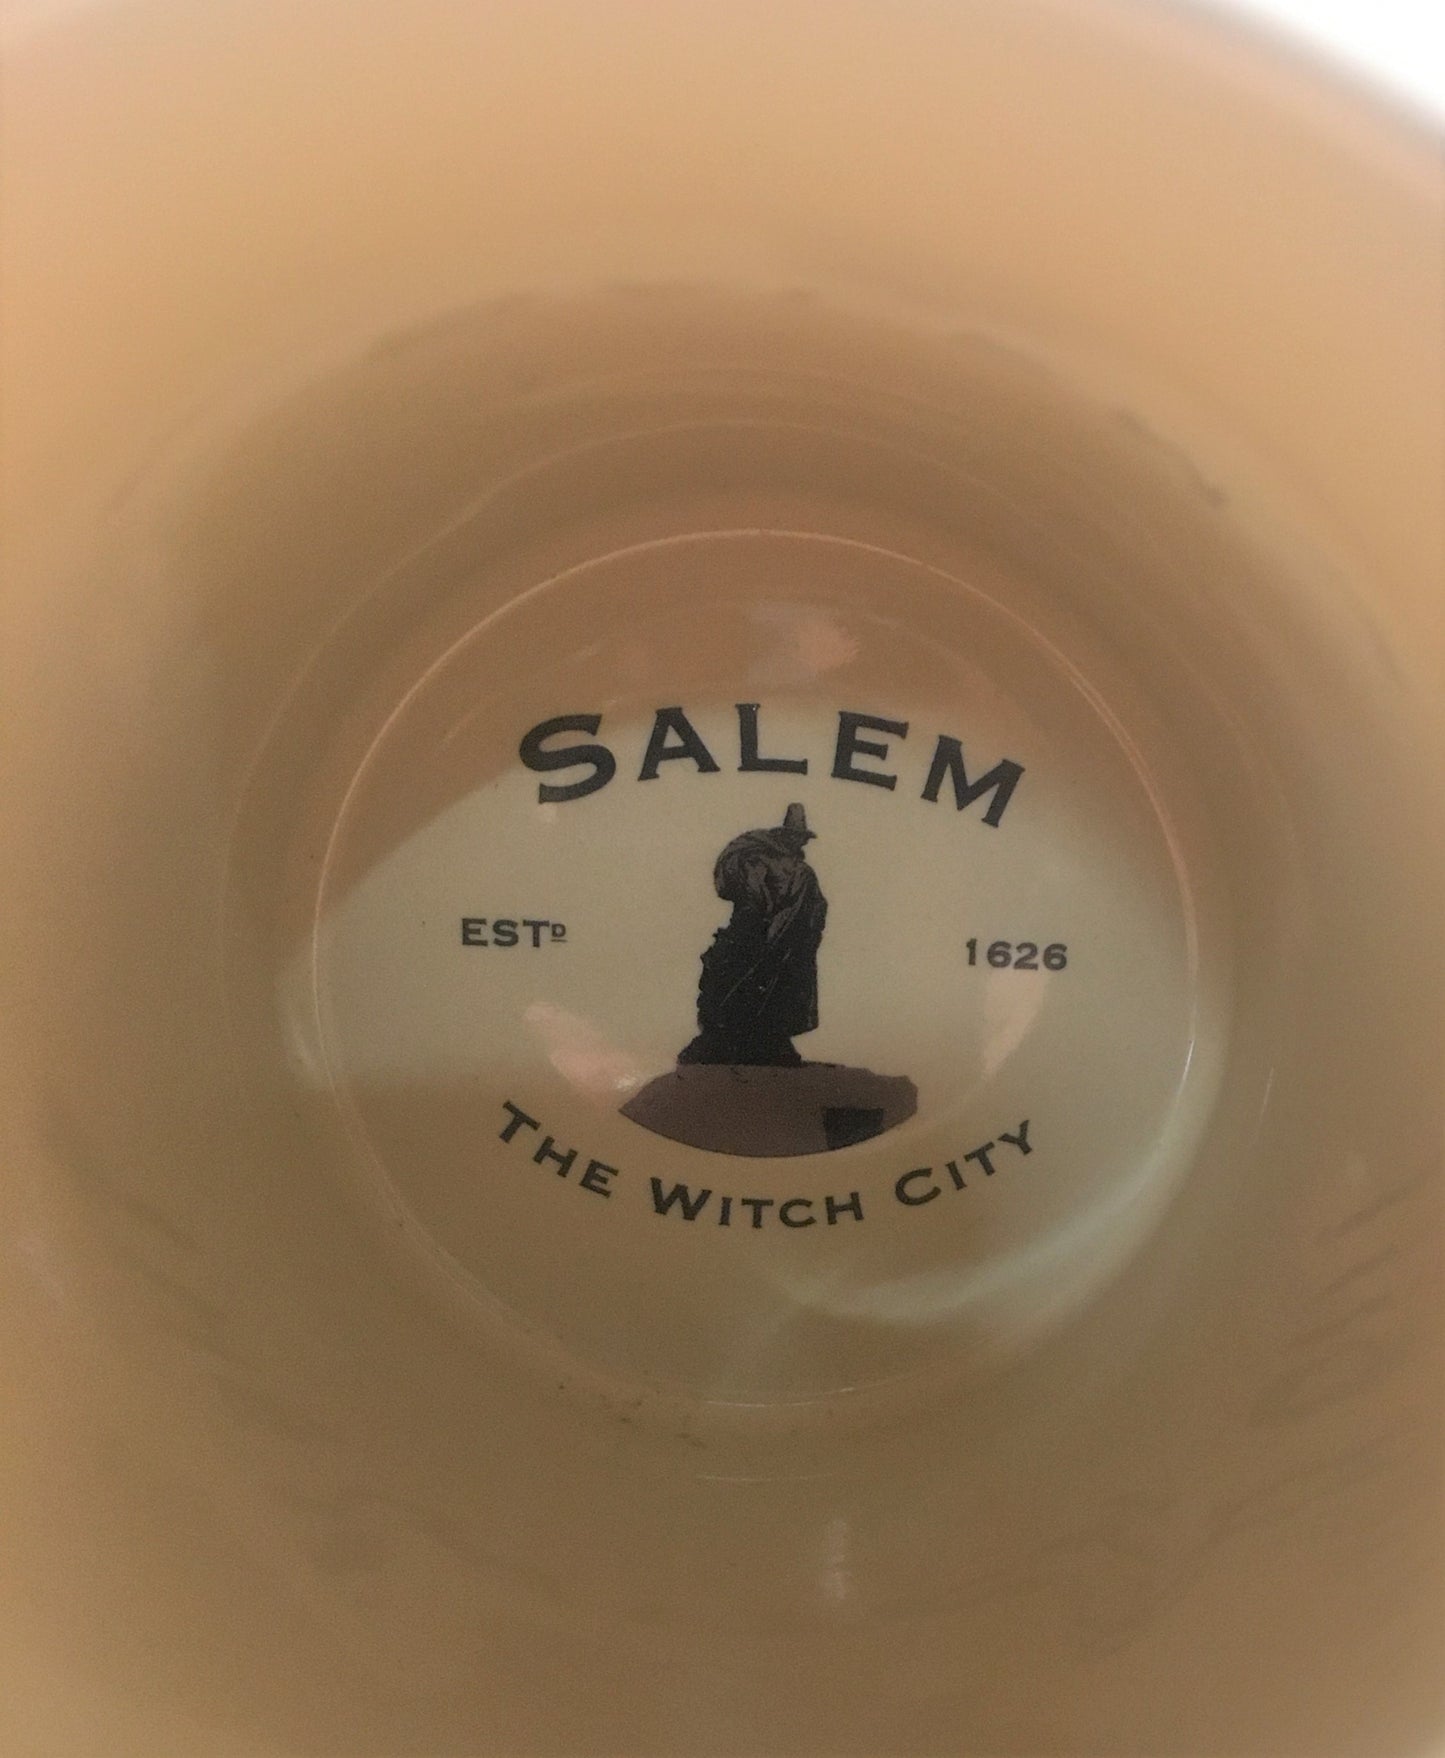 SALEM
ESTD 1626
THE WITCH CITY